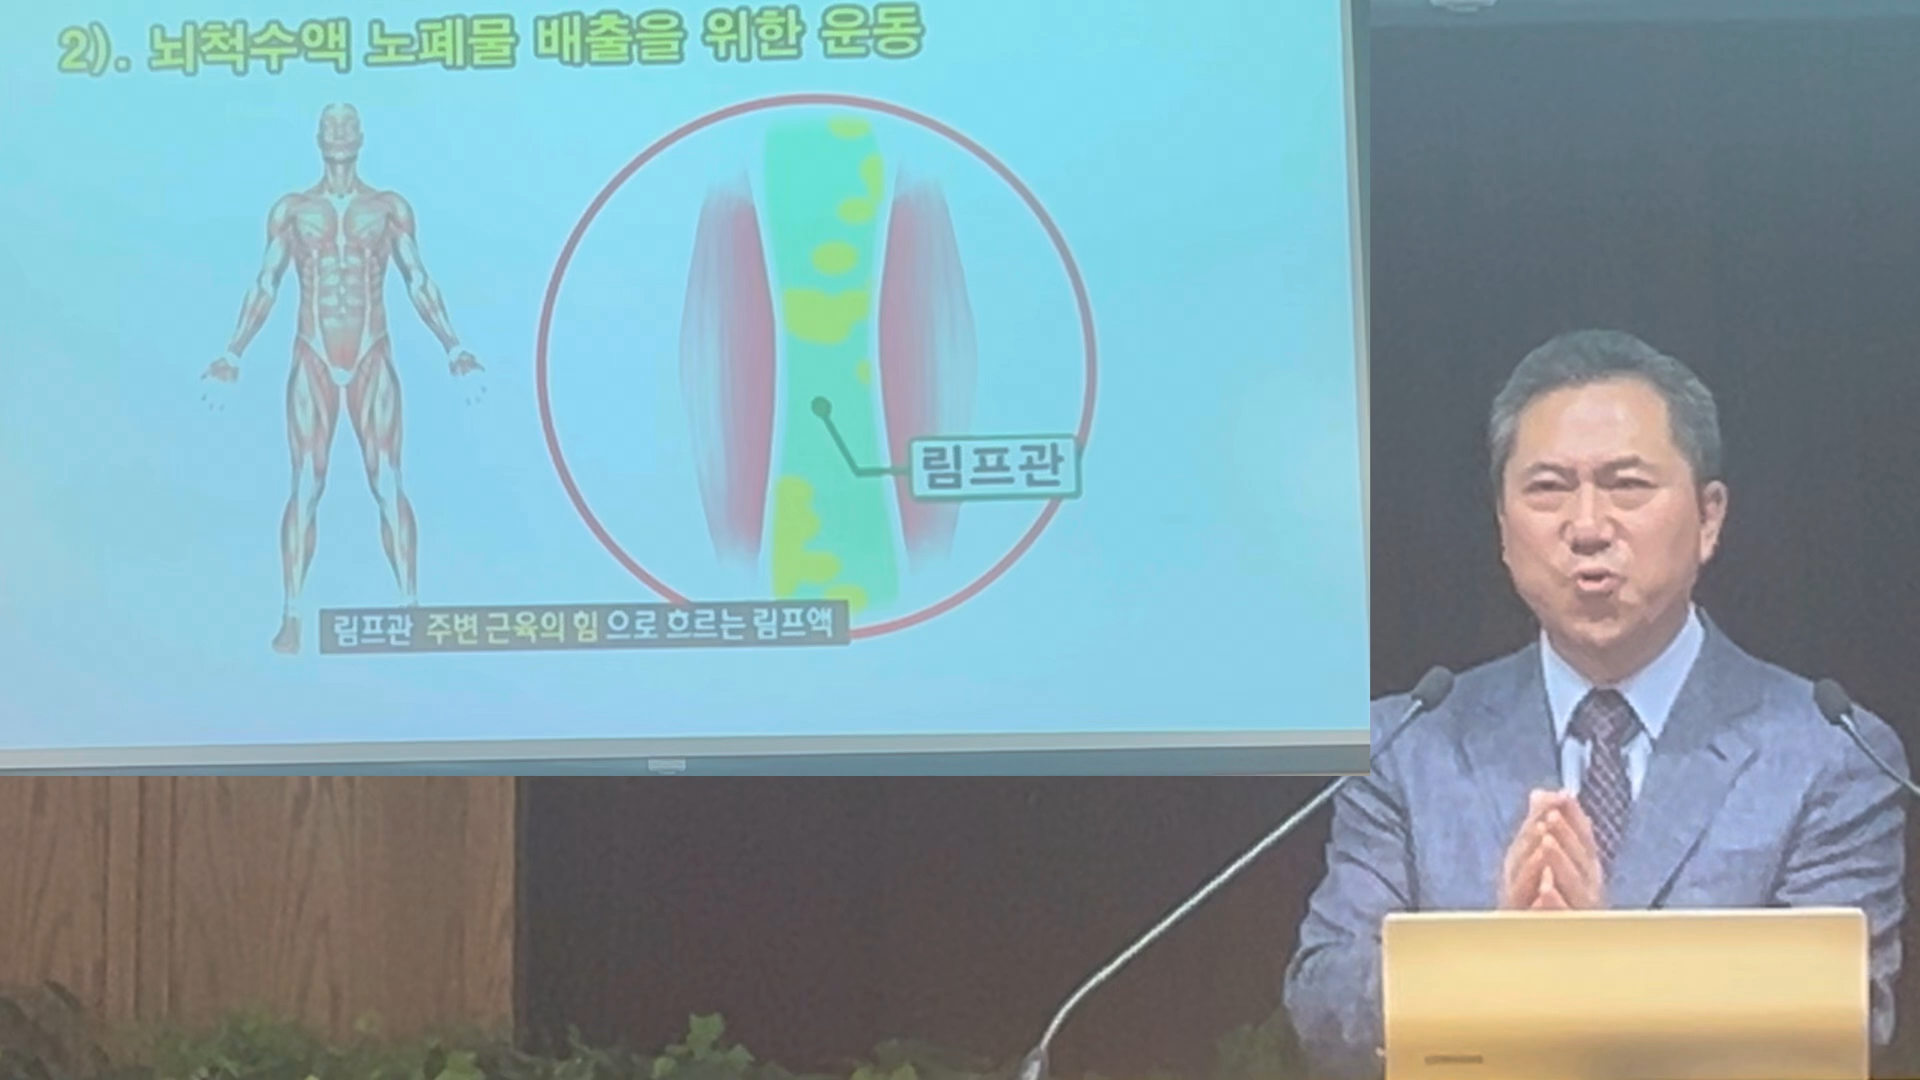 2). 뇌척수액 노폐물 배출을 위한 운동
림프관
림프관 주변 근육의 힘 으로 흐르는 림프액